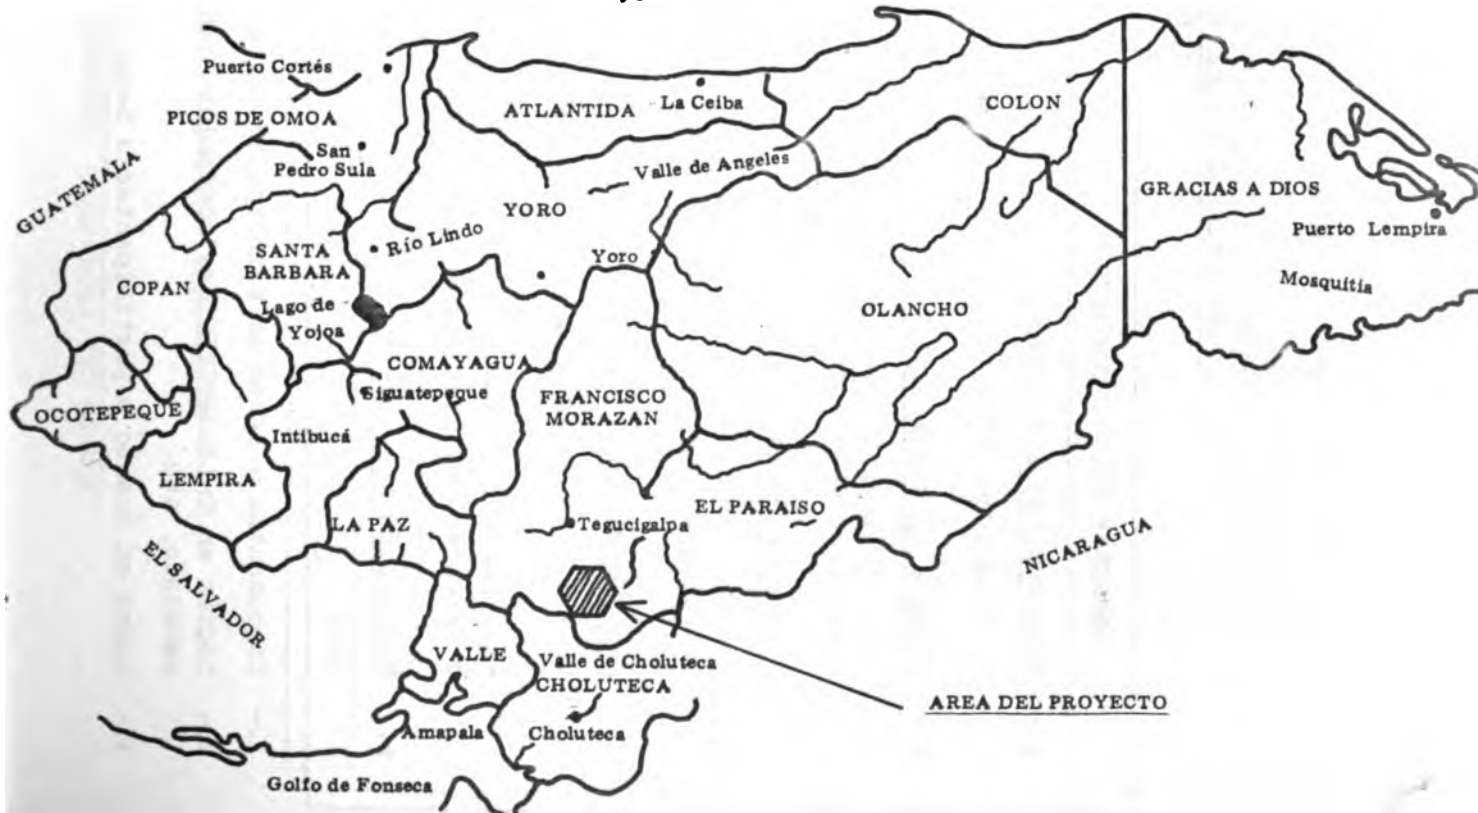 Puerto Cortés
ATLANTIDA
La Ceiba
COLON
PICOS DE OMOA
San
Pedro Sula
Valle de Angeles
GUATEMALA
GRACIAS A DIOS
YORO
Puerto Lempira
SANTA
BARBARA
Río Lindo
Yoro
Mosquitia
COPAN
Lago de
Yojoa
OLANCHO
COMAYAGUA
Siguatepeque
FRANCISCO
MORAZAN
OCOTEPEQUE
Intibucá
LEMPIRA
EL PARAISO
LA PAZ
Tegucigalpa
NICARAGUA
EL SALVADOR
VALLE
Valle de Choluteca
CHOLUTECA
AREA DEL PROYECTO
Amapala
Choluteca
Golfo de Fonseca